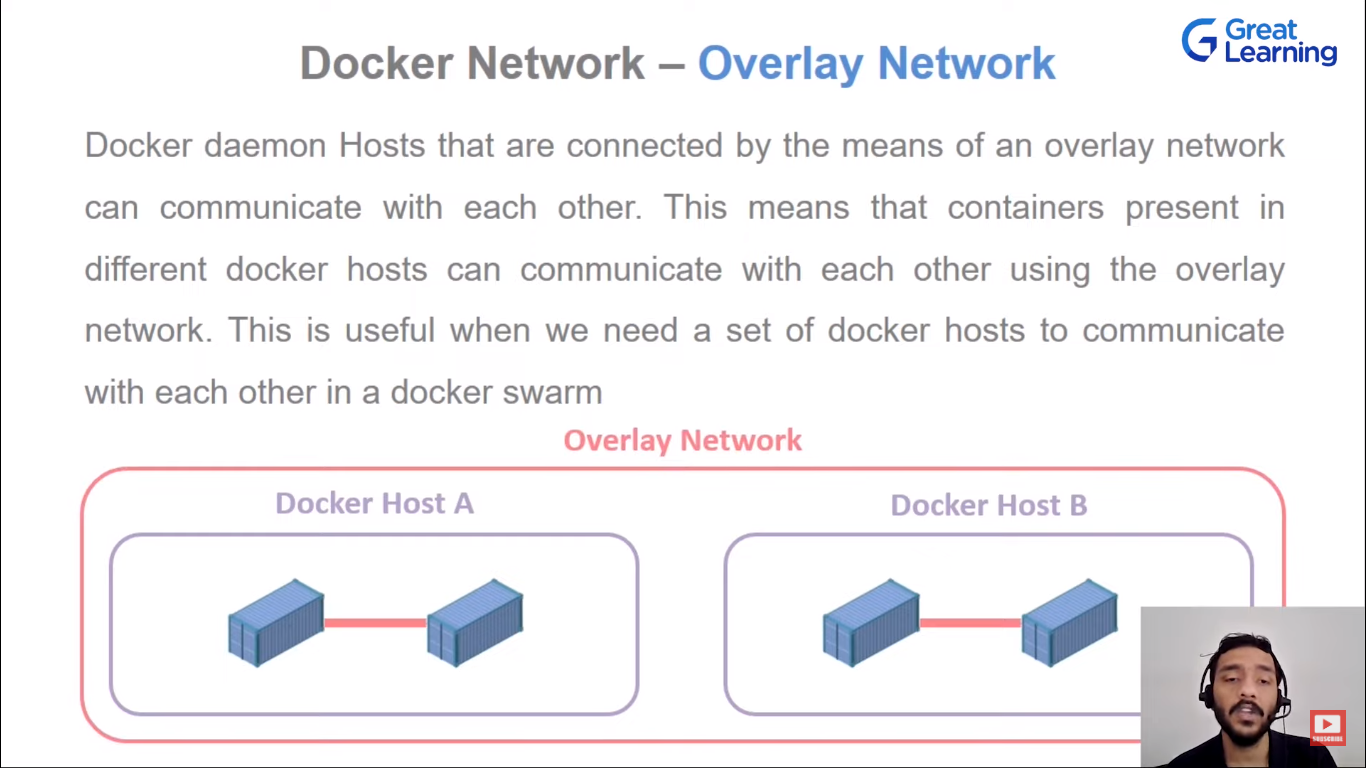 Great
Learning
Docker Network – Overlay Network
Docker daemon Hosts that are connected by the means of an overlay network
can communicate with each other. This means that containers present in
different docker hosts can communicate with each other using the overlay
network. This is useful when we need a set of docker hosts to communicate
with each other in a docker swarm
Overlay Network
Docker Host A
Docker Host B
SUBSCRIBE